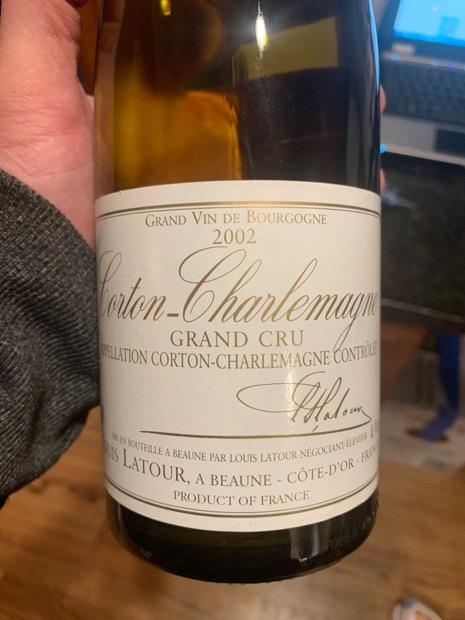 GRAND VIN DE BOURGOGNE
2002
Corton-Charlemagne
GRAND CRU
APPELLATION CORTON-CHARLEMAGNE CONTRÔLÉE
LHLatour
MIS EN BOUTEILLE A BEAUNE PAR LOUIS LATOUR NÉGOCIANT-ÉLEVEUR
LOUIS LATOUR, A BEAUNE - CÔTE-D'OR - FRANCE
PRODUCT OF FRANCE